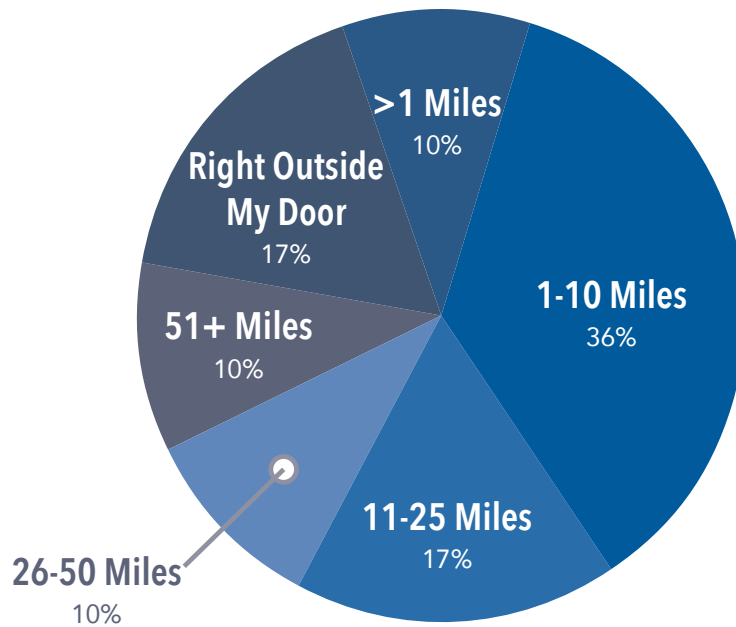 >1 Miles
10%
Right Outside
My Door
17%
1-10 Miles
36%
51+ Miles
10%
11-25 Miles
17%
26-50 Miles
10%